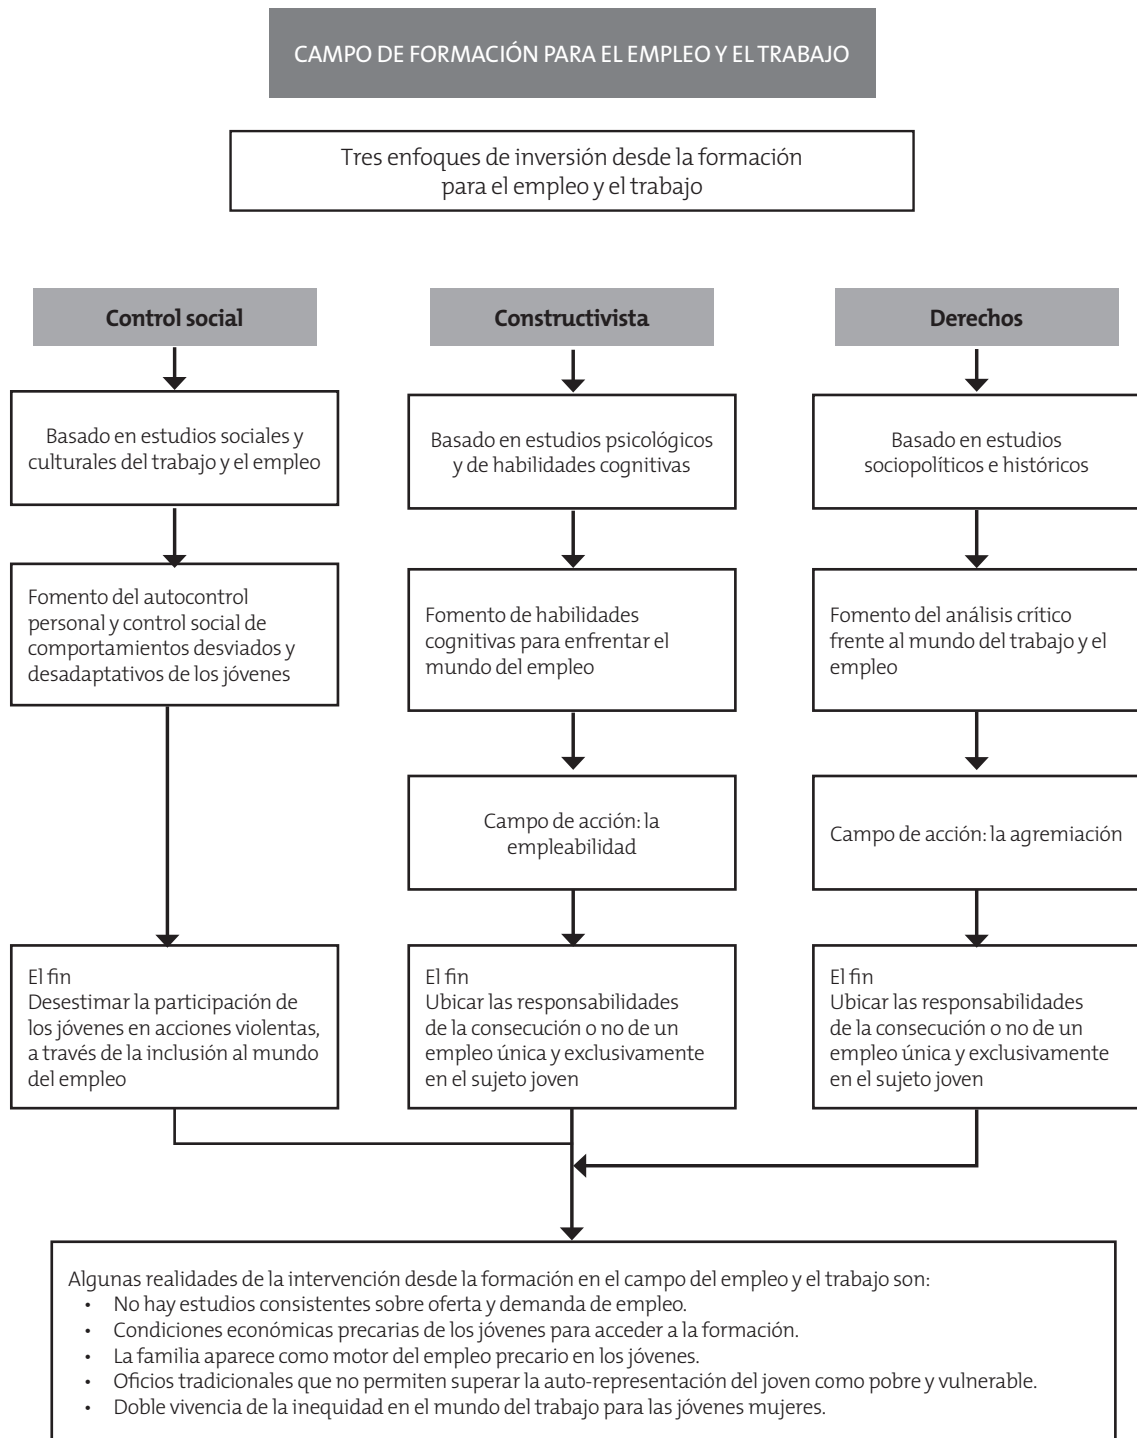 CAMPO DE FORMACIÓN PARA EL EMPLEO Y EL TRABAJO
Tres enfoques de inversión desde la formación
para el empleo y el trabajo
Control social
Basado en estudios sociales y
culturales del trabajo y el empleo
Fomento del autocontrol
personal y control social de
comportamientos desviados y
desadaptativos de los jóvenes
El fin
Desestimar la participación de
los jóvenes en acciones violentas,
a través de la inclusión al mundo
del empleo
Constructivista
Basado en estudios psicológicos
y de habilidades cognitivas
Fomento de habilidades
cognitivas para enfrentar el
mundo del empleo
Campo de acción: la
empleabilidad
El fin
Ubicar las responsabilidades
de la consecución o no de un
empleo única y exclusivamente
en el sujeto joven
Derechos
Basado en estudios
sociopolíticos e históricos
Fomento del análisis crítico
frente al mundo del trabajo y el
empleo
Campo de acción: la agremiación
El fin
Ubicar las responsabilidades
de la consecución o no de un
empleo única y exclusivamente
en el sujeto joven
Algunas realidades de la intervención desde la formación en el campo del empleo y el trabajo son:
• No hay estudios consistentes sobre oferta y demanda de empleo.
• Condiciones económicas precarias de los jóvenes para acceder a la formación.
• La familia aparece como motor del empleo precario en los jóvenes.
• Oficios tradicionales que no permiten superar la auto-representación del joven como pobre y vulnerable.
• Doble vivencia de la inequidad en el mundo del trabajo para las jóvenes mujeres.